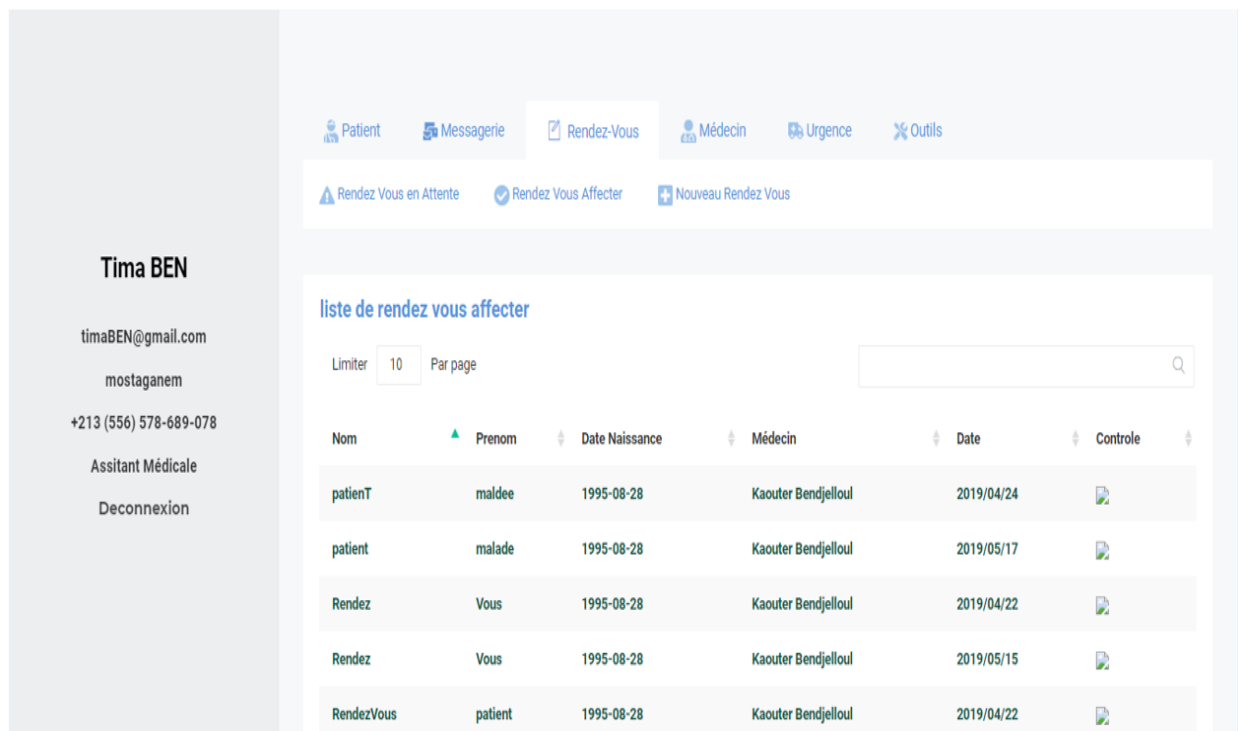 Patient Messagerie Rendez-Vous Médecin Urgence Outils
Rendez Vous en Attente Rendez Vous Affecter Nouveau Rendez Vous
Tima BEN
timaBEN@gmail.com
mostaganem
+213 (556) 578-689-078
Assitant Médicale
Deconnexion
liste de rendez vous affecter
Limiter 10 Par page
Nom Prenom Date Naissance Médecin Date Controle
patienT maldee 1995-08-28 Kaouter Bendjelloul 2019/04/24
patient malade 1995-08-28 Kaouter Bendjelloul 2019/05/17
Rendez Vous 1995-08-28 Kaouter Bendjelloul 2019/04/22
Rendez Vous 1995-08-28 Kaouter Bendjelloul 2019/05/15
RendezVous patient 1995-08-28 Kaouter Bendjelloul 2019/04/22